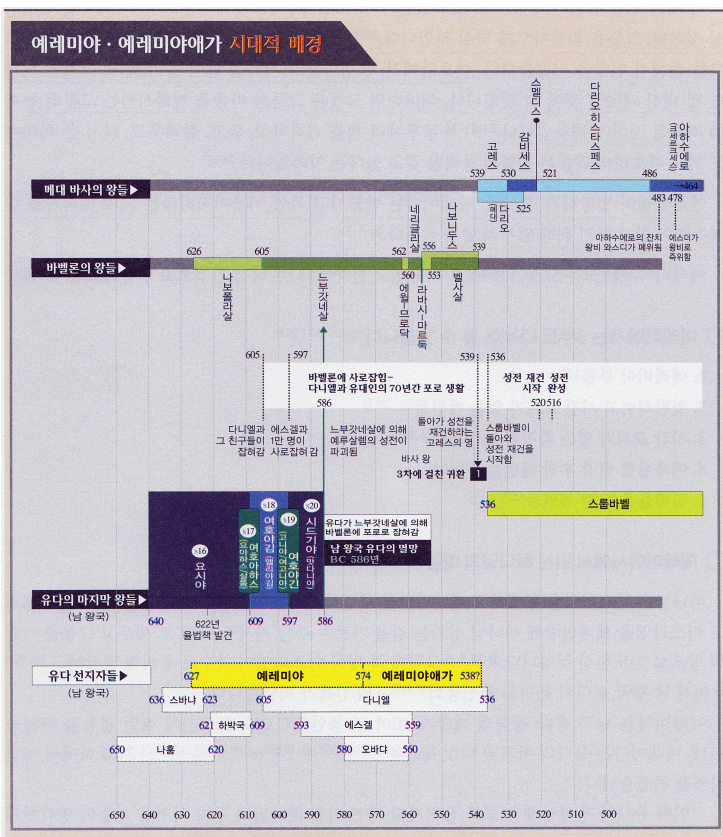 예레미야 · 예레미야애가 시대적 배경
고레스
감비세스
스멜디스
다리오 히스타스페스
아하수에로
(크세르크세스)
메대 바사의 왕들▶
539
530
521
486
→464
다리오
(메대)
525
483
478
아하수에로의 잔치
왕비 와스디가 폐위됨
에스더가
왕비로
즉위함
네리글리살
나보니두스
바벨론의 왕들▶
626
605
562
556
539
560
553
나보폴라살
느부갓네살
에윌-므로닥
라바시-마르둑
벨사살
605
597
539
536
바벨론에 사로잡힘–
다니엘과 유대인의 70년간 포로 생활
586
성전 재건 성전
시작 완성
520 516
다니엘과
그 친구들이
잡혀감
에스겔과
1만 명이
사로잡혀 감
느부갓네살에 의해
예루살렘의 성전이
파괴됨
돌아가 성전을
재건하라는
고레스의 영
바사 왕
스룹바벨이
돌아와
성전 재건을
시작함
3차에 걸친 귀환
1
536
스룹바벨
유다의 마지막 왕들▶
(남 왕국)
16
요시야
17
여호아하스
(요아하스/살룸)
18
여호야김
(엘리야김)
19
여호야긴
(고니야/여고니야)
20
시드기야
(맛다니야)
유다가 느부갓네살에 의해
바벨론에 포로로 잡혀감
남 왕국 유다의 멸망
BC 586년
640
622년
율법책 발견
609
597
586
유다 선지자들▶
(남 왕국)
627
예레미야
574
예레미야애가
538?
636
스바냐
623
605
다니엘
536
621
하박국
609
593
에스겔
559
650
나훔
620
580
오바댜
560
650 640 630 620 610 600 590 580 570 560 550 540 530 520 510 500